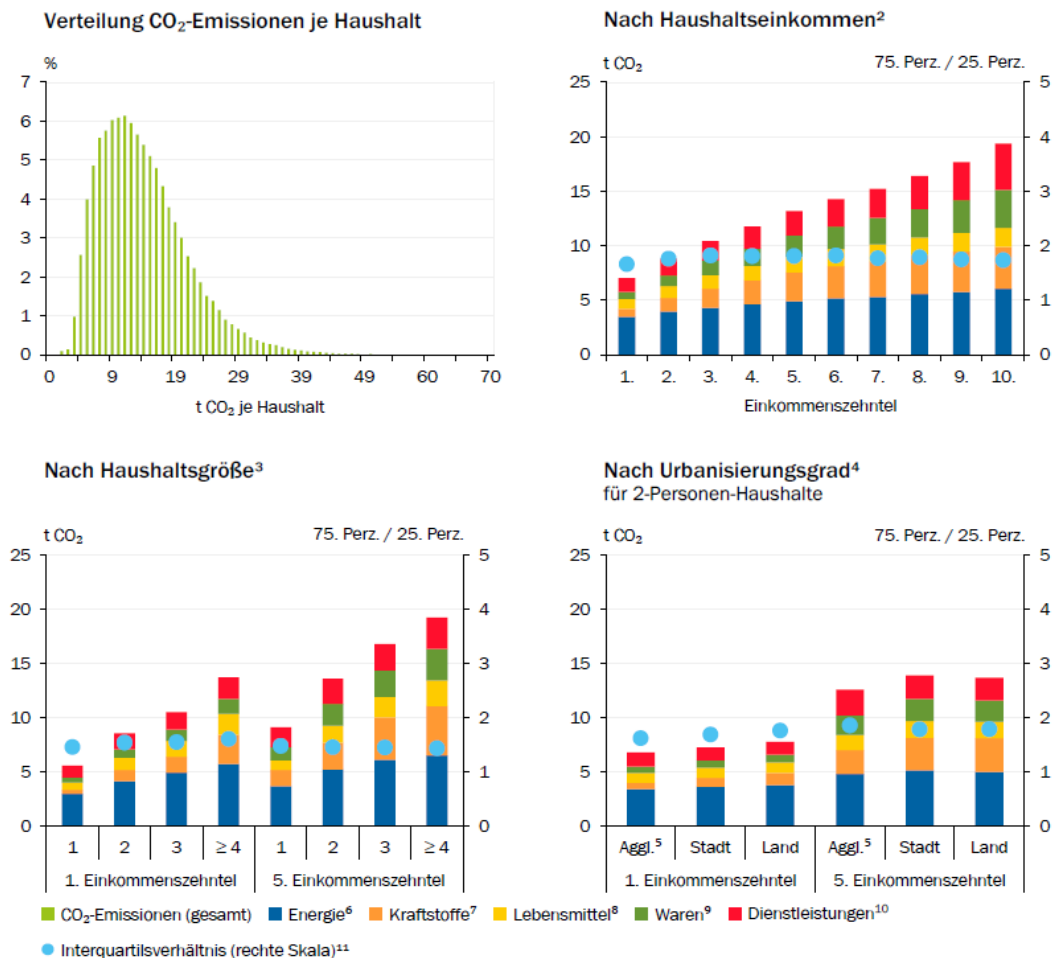 Verteilung CO₂-Emissionen je Haushalt
%
7
6
5
4
3
2
1
0
0 9 19 29 39 49 60 70
t CO₂ je Haushalt
Nach Haushaltseinkommen²
t CO₂ 75. Perz. / 25. Perz.
25 5
20 4
15 3
10 2
5 1
0 0
1. 2. 3. 4. 5. 6. 7. 8. 9. 10.
Einkommenszehntel
Nach Haushaltsgröße³
t CO₂ 75. Perz. / 25. Perz.
25 5
20 4
15 3
10 2
5 1
0 0
1 2 3 ≥ 4 1 2 3 ≥ 4
1. Einkommenszehntel 5. Einkommenszehntel
Nach Urbanisierungsgrad⁴
für 2-Personen-Haushalte
t CO₂ 75. Perz. / 25. Perz.
25 5
20 4
15 3
10 2
5 1
0 0
Aggl.⁵ Stadt Land Aggl.⁵ Stadt Land
1. Einkommenszehntel 5. Einkommenszehntel
CO₂-Emissionen (gesamt) Energie⁶ Kraftstoffe⁷ Lebensmittel⁸ Waren⁹ Dienstleistungen¹⁰
Interquartilsverhältnis (rechte Skala)¹¹